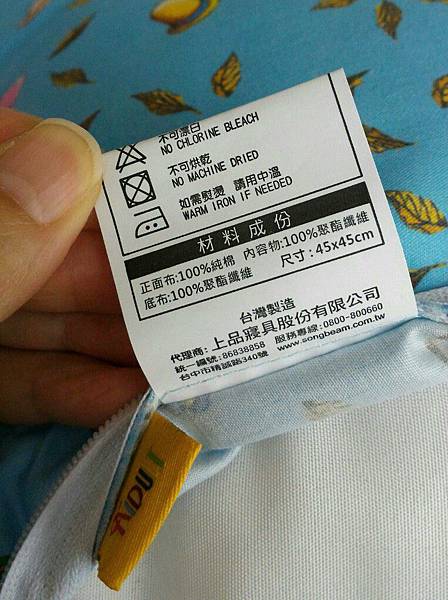 不可漂白
NO CHLORINE BLEACH
不可烘乾
NO MACHINE DRIED
如需熨燙 請用中溫
WARM IRON IF NEEDED
材料成份
正面布:100%純棉 內容物:100%聚酯纖維
底布:100%聚酯纖維 尺寸:45x45cm
台灣製造
代理商:上品寢具股份有限公司
統一編號:86838858 服務專線:0800-800660
台中市精誠路340號 www.songbeam.com.tw